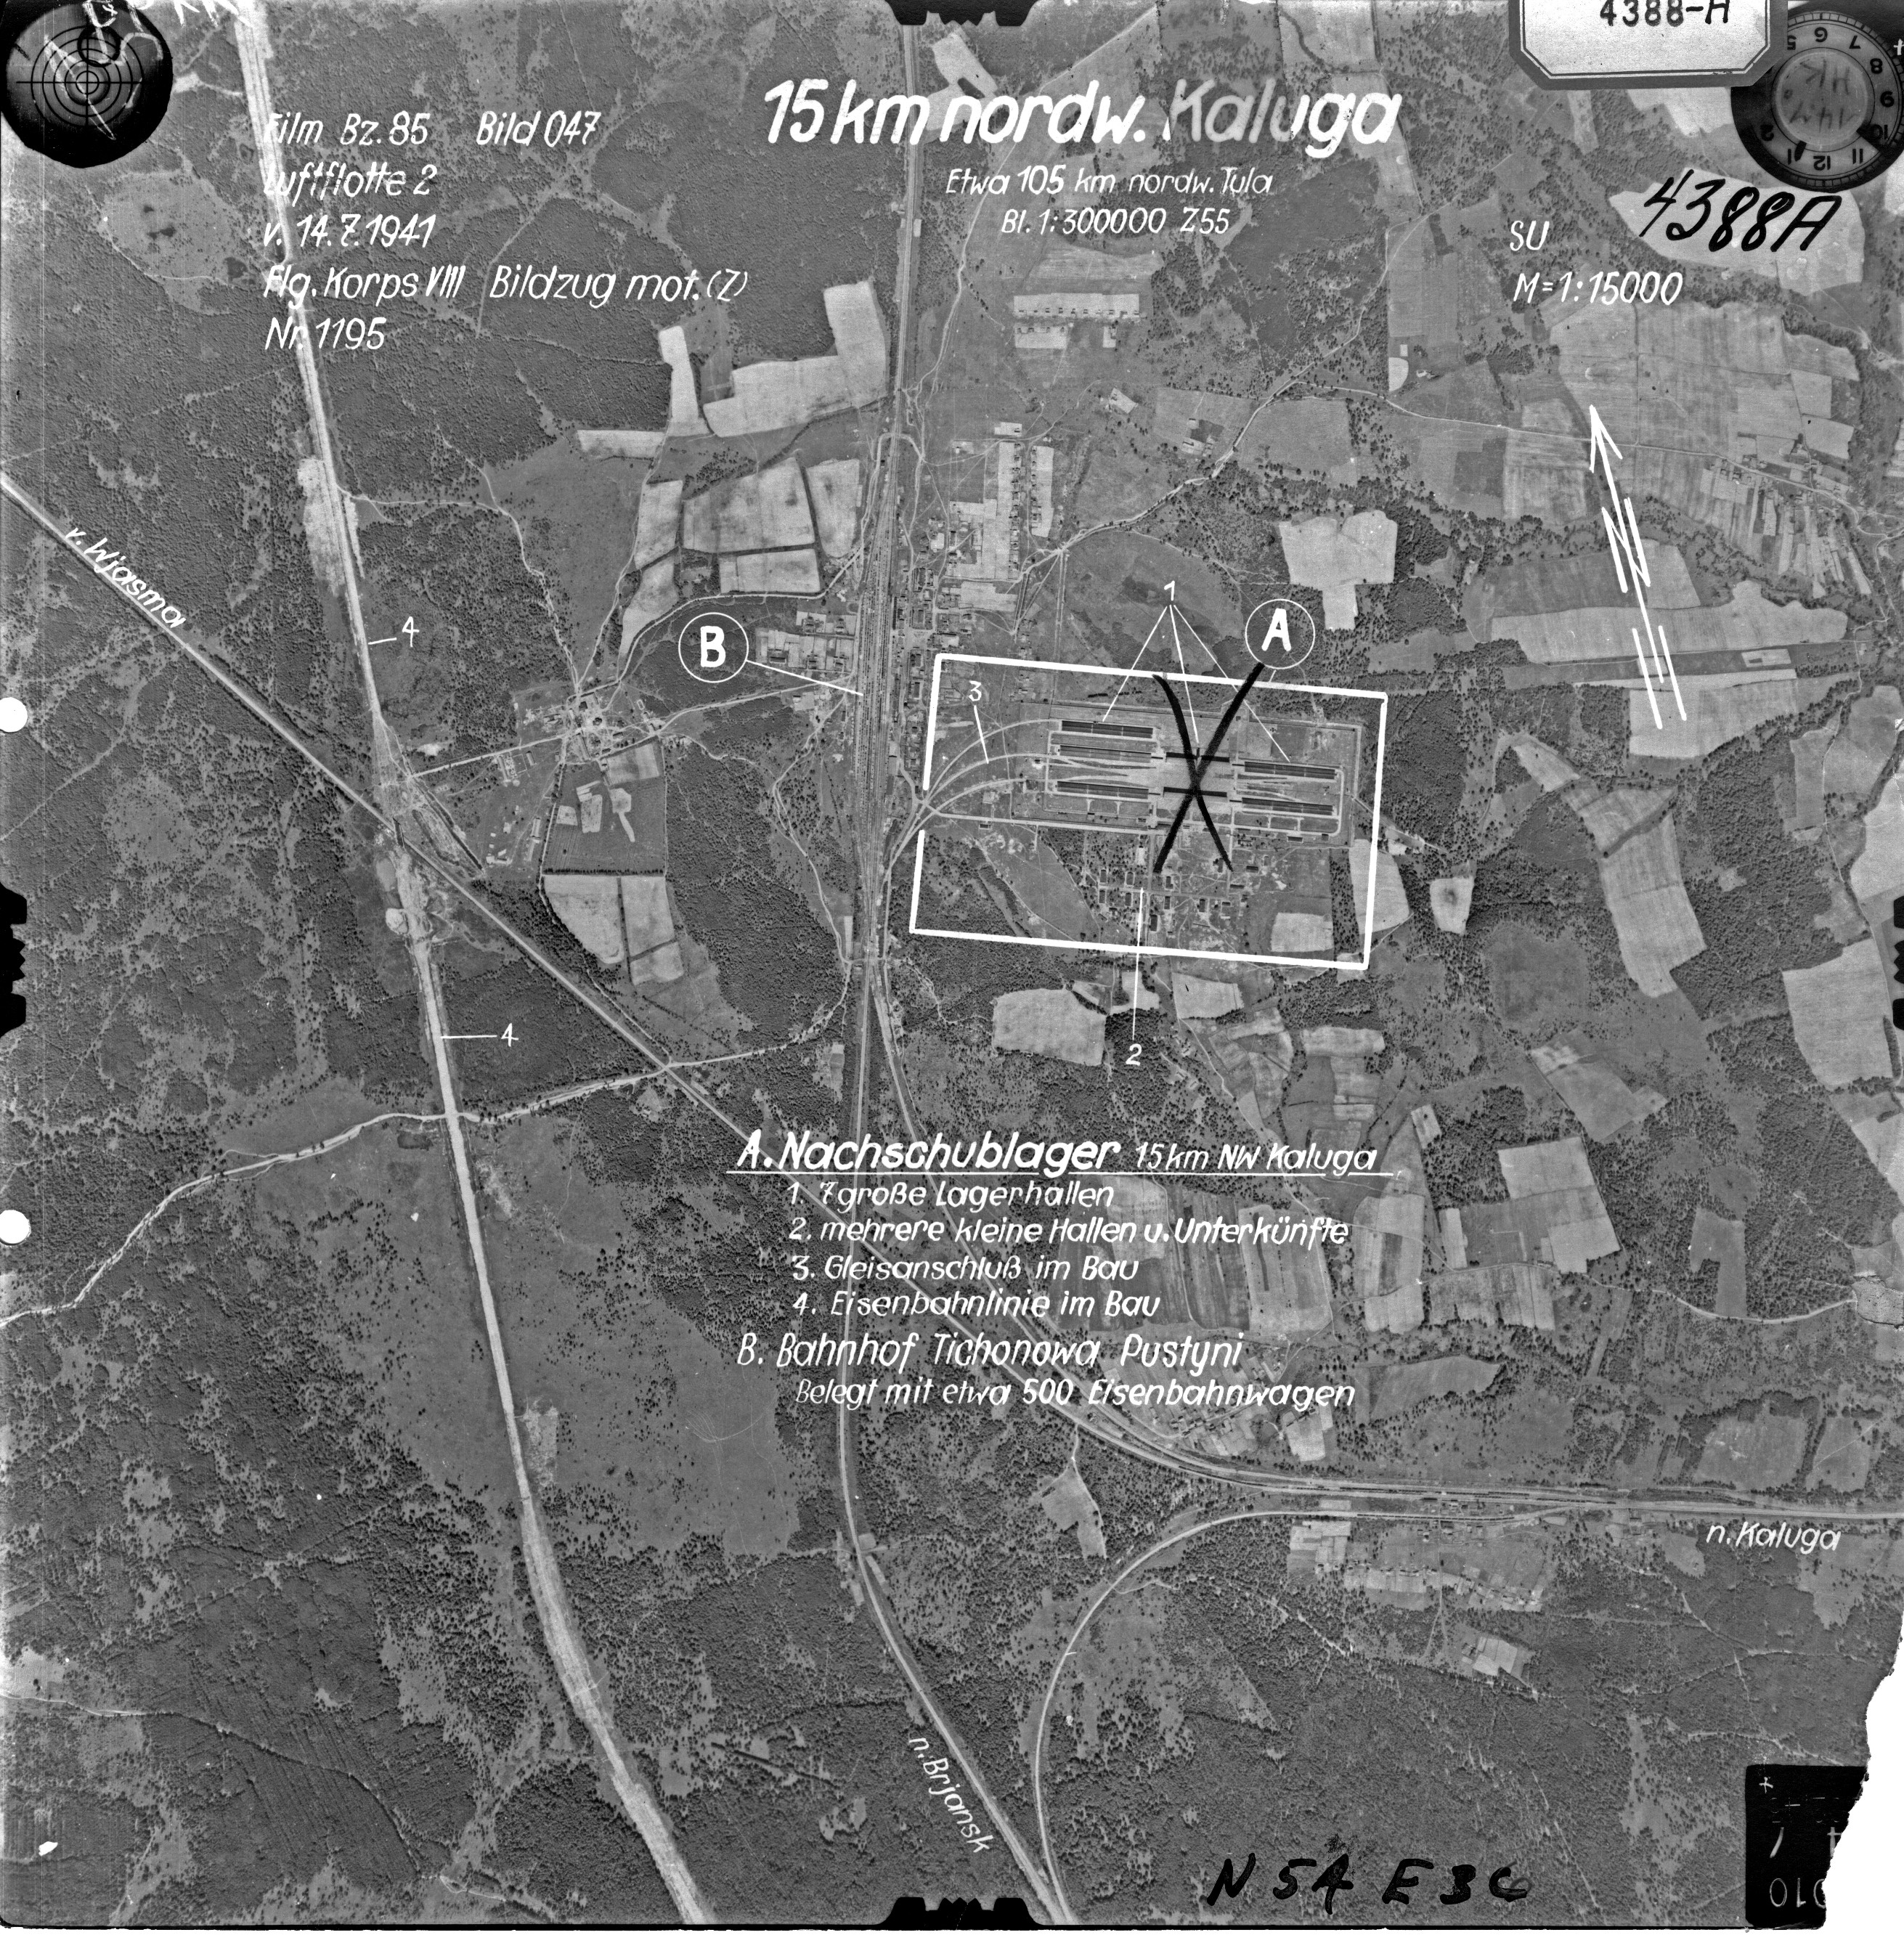 4388-H
15 km nordw. Kaluga
Etwa 105 km nordw. Tula
Bl. 1:300000 Z55
Film Bz. 85 Bild 047
Luftflotte 2
v. 14.7.1941
Flg. Korps VIII Bildzug mot. (Z)
Nr. 1195
4388A
SU
M=1:15000
N
v. Wjasma
4
B
1
A
3
4
2
A. Nachschublager 15 km NW Kaluga
1. 7 große Lagerhallen
2. mehrere kleine Hallen u. Unterkünfte
3. Gleisanschluß im Bau
4. Eisenbahnlinie im Bau
B. Bahnhof Tichonowa Pustyni
Belegt mit etwa 500 Eisenbahnwagen
n. Kaluga
n. Brjansk
N 54 E 36